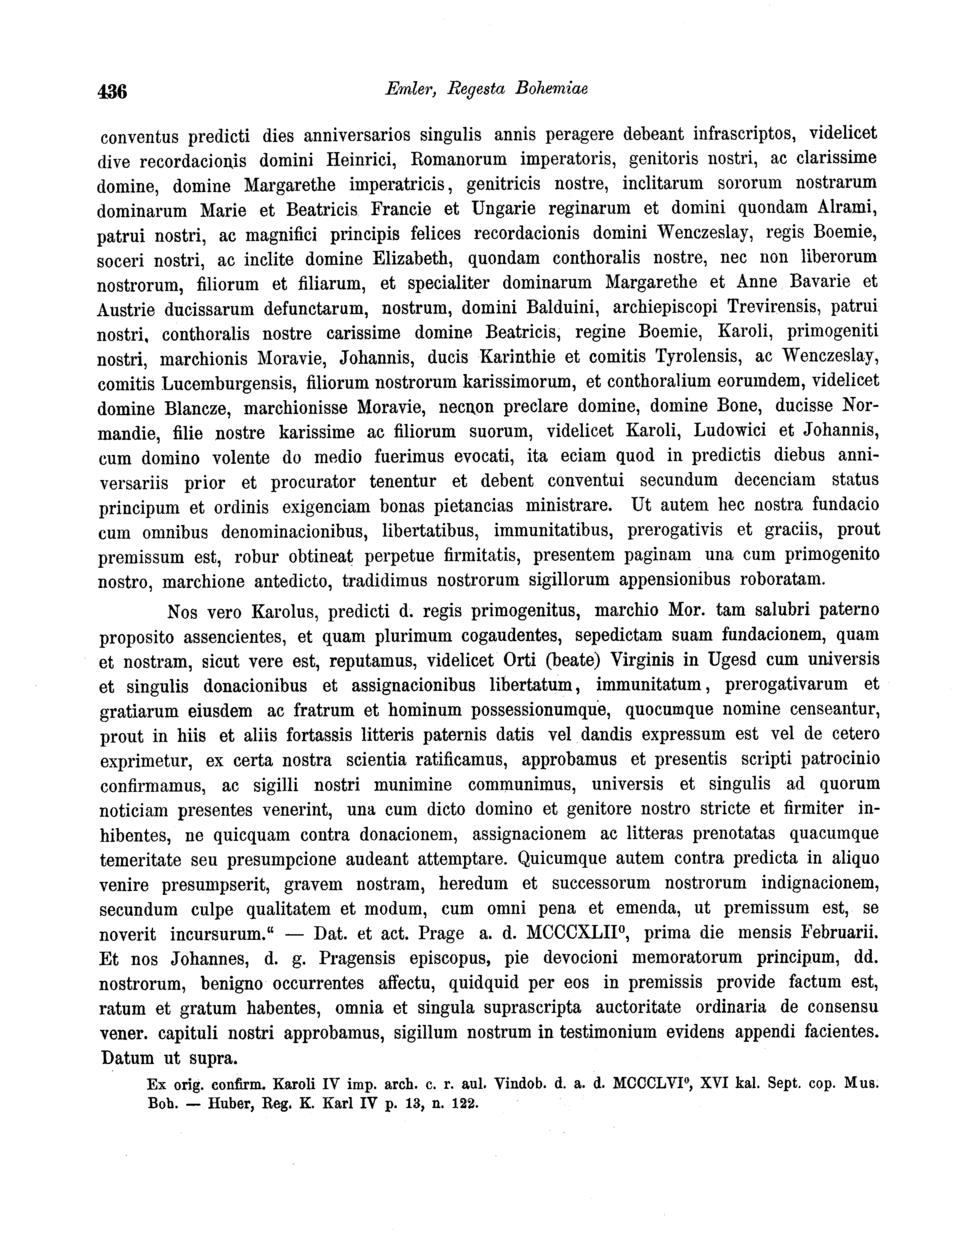 436 Emler, Regesta Bohemiae
conventus predicti dies anniversarios singulis annis peragere debeant infrascriptos, videlicet
dive recordacionis domini Heinrici, Romanorum imperatoris, genitoris nostri, ac clarissime
domine, domine Margarethe imperatricis, genitricis nostre, inclitarum sororum nostrarum
dominarum Marie et Beatricis Francie et Ungarie reginarum et domini quondam Alrami,
patrui nostri, ac magnifici principis felices recordacionis domini Wenczeslay, regis Boemie,
soceri nostri, ac inclite domine Elizabeth, quondam conthoralis nostre, nec non liberorum
nostrorum, filiorum et filiarum, et specialiter dominarum Margarethe et Anne Bavarie et
Austrie ducissarum defunctarum, nostrum, domini Balduini, archiepiscopi Trevirensis, patrui
nostri, conthoralis nostre carissime domine Beatricis, regine Boemie, Karoli, primogeniti
nostri, marchionis Moravie, Johannis, ducis Karinthie et comitis Tyrolensis, ac Wenczeslay,
comitis Lucemburgensis, filiorum nostrorum karissimorum, et conthoralium eorumdem, videlicet
domine Blancze, marchionisse Moravie, necnon preclare domine, domine Bone, ducisse Nor-
mandie, filie nostre karissime ac filiorum suorum, videlicet Karoli, Ludowici et Johannis,
cum domino volente do medio fuerimus evocati, ita eciam quod in predictis diebus anni-
versariis prior et procurator tenentur et debent conventui secundum decenciam status
principum et ordinis exigenciam bonas pietancias ministrare. Ut autem hec nostra fundacio
cum omnibus denominacionibus, libertatibus, immunitatibus, prerogativis et graciis, prout
premissum est, robur obtineat perpetue firmitatis, presentem paginam una cum primogenito
nostro, marchione antedicto, tradidimus nostrorum sigillorum appensionibus roboratam.
Nos vero Karolus, predicti d. regis primogenitus, marchio Mor. tam salubri paterno
proposito assencientes, et quam plurimum cogaudentes, sepedictam suam fundacionem, quam
et nostram, sicut vere est, reputamus, videlicet Orti (beate) Virginis in Ugesd cum universis
et singulis donacionibus et assignacionibus libertatum, immunitatum, prerogativarum et
gratiarum eiusdem ac fratrum et hominum possessionumque, quocumque nomine censeantur,
prout in hiis et aliis fortassis litteris paternis datis vel dandis expressum est vel de cetero
exprimetur, ex certa nostra scientia ratificamus, approbamus et presentis scripti patrocinio
confirmamus, ac sigilli nostri munimine communimus, universis et singulis ad quorum
noticiam presentes venerint, una cum dicto domino et genitore nostro stricte et firmiter in-
hibentes, ne quicquam contra donacionem, assignacionem ac litteras prenotatas quacumque
temeritate seu presumpcione audeant attemptare. Quicumque autem contra predicta in aliquo
venire presumpserit, gravem nostram, heredum et successorum nostrorum indignacionem,
secundum culpe qualitatem et modum, cum omni pena et emenda, ut premissum est, se
noverit incursurum.“ — Dat. et act. Prage a. d. MCCCXLII⁰, prima die mensis Februarii.
Et nos Johannes, d. g. Pragensis episcopus, pie devocioni memoratorum principum, dd.
nostrorum, benigno occurrentes affectu, quidquid per eos in premissis provide factum est,
ratum et gratum habentes, omnia et singula suprascripta auctoritate ordinaria de consensu
vener. capituli nostri approbamus, sigillum nostrum in testimonium evidens appendi facientes.
Datum ut supra.
Ex orig. confirm. Karoli IV imp. arch. c. r. aul. Vindob. d. a. d. MCCCLVI⁰, XVI kal. Sept. cop. Mus.
Boh. — Huber, Reg. K. Karl IV p. 13, n. 122.